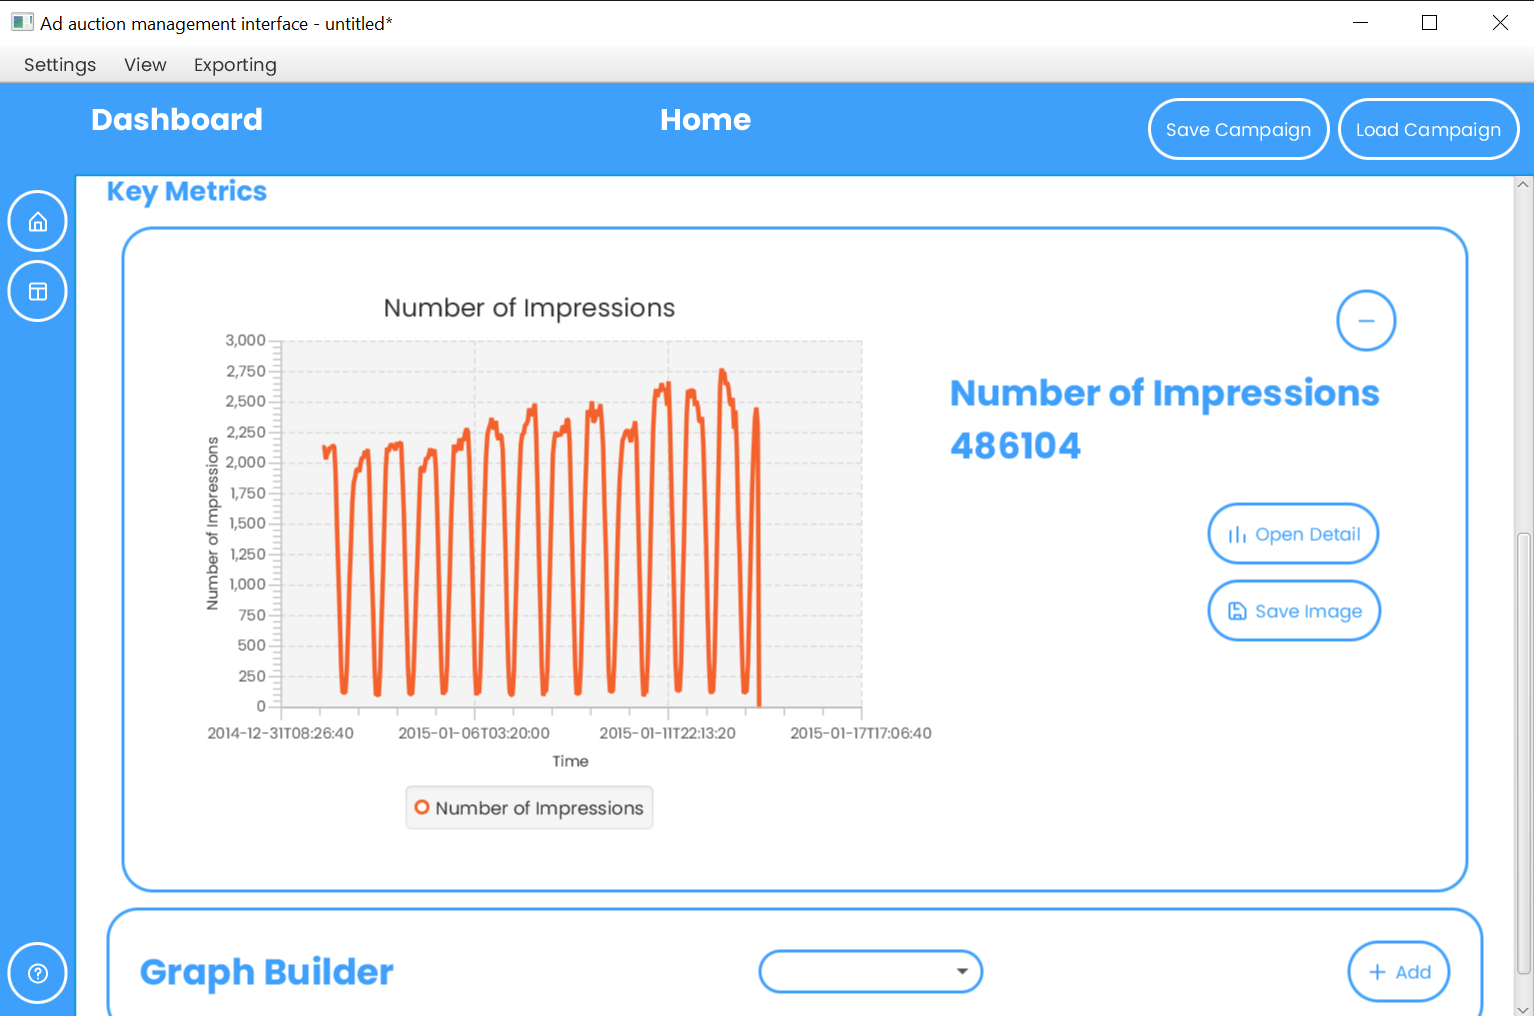 Ad auction management interface - untitled*
Settings View Exporting
Dashboard
Home
Save Campaign
Load Campaign
Key Metrics
Number of Impressions
3,000
2,750
2,500
2,250
2,000
1,750
1,500
1,250
1,000
750
500
250
0
Number of Impressions
2014-12-31T08:26:40
2015-01-06T03:20:00
2015-01-11T22:13:20
2015-01-17T17:06:40
Time
Number of Impressions
Number of Impressions
486104
Open Detail
Save Image
Graph Builder
Add